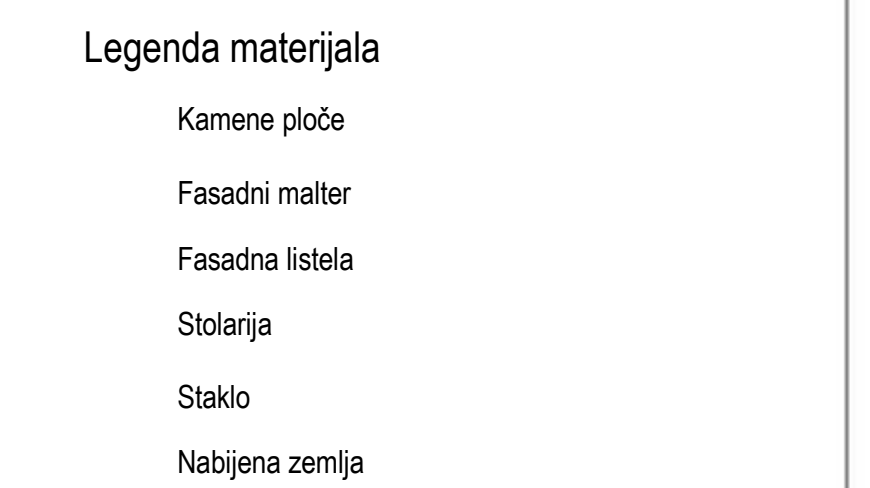 Legenda materijala
Kamene ploče
Fasadni malter
Fasadna listela
Stolarija
Staklo
Nabijena zemlja